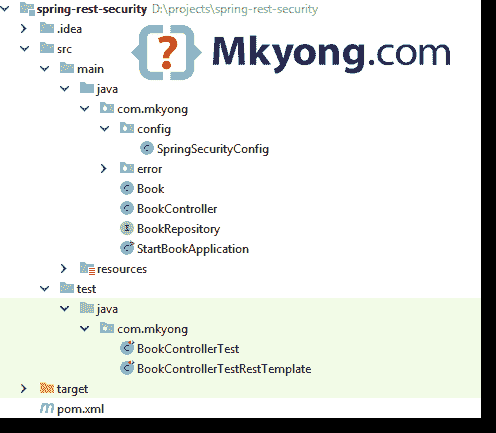 spring-rest-security D:\projects\spring-rest-security
.idea
src
{?} Mkyong.com
main
java
com.mkyong
config
SpringSecurityConfig
error
Book
BookController
BookRepository
StartBookApplication
resources
test
java
com.mkyong
BookControllerTest
BookControllerTestRestTemplate
target
m pom.xml